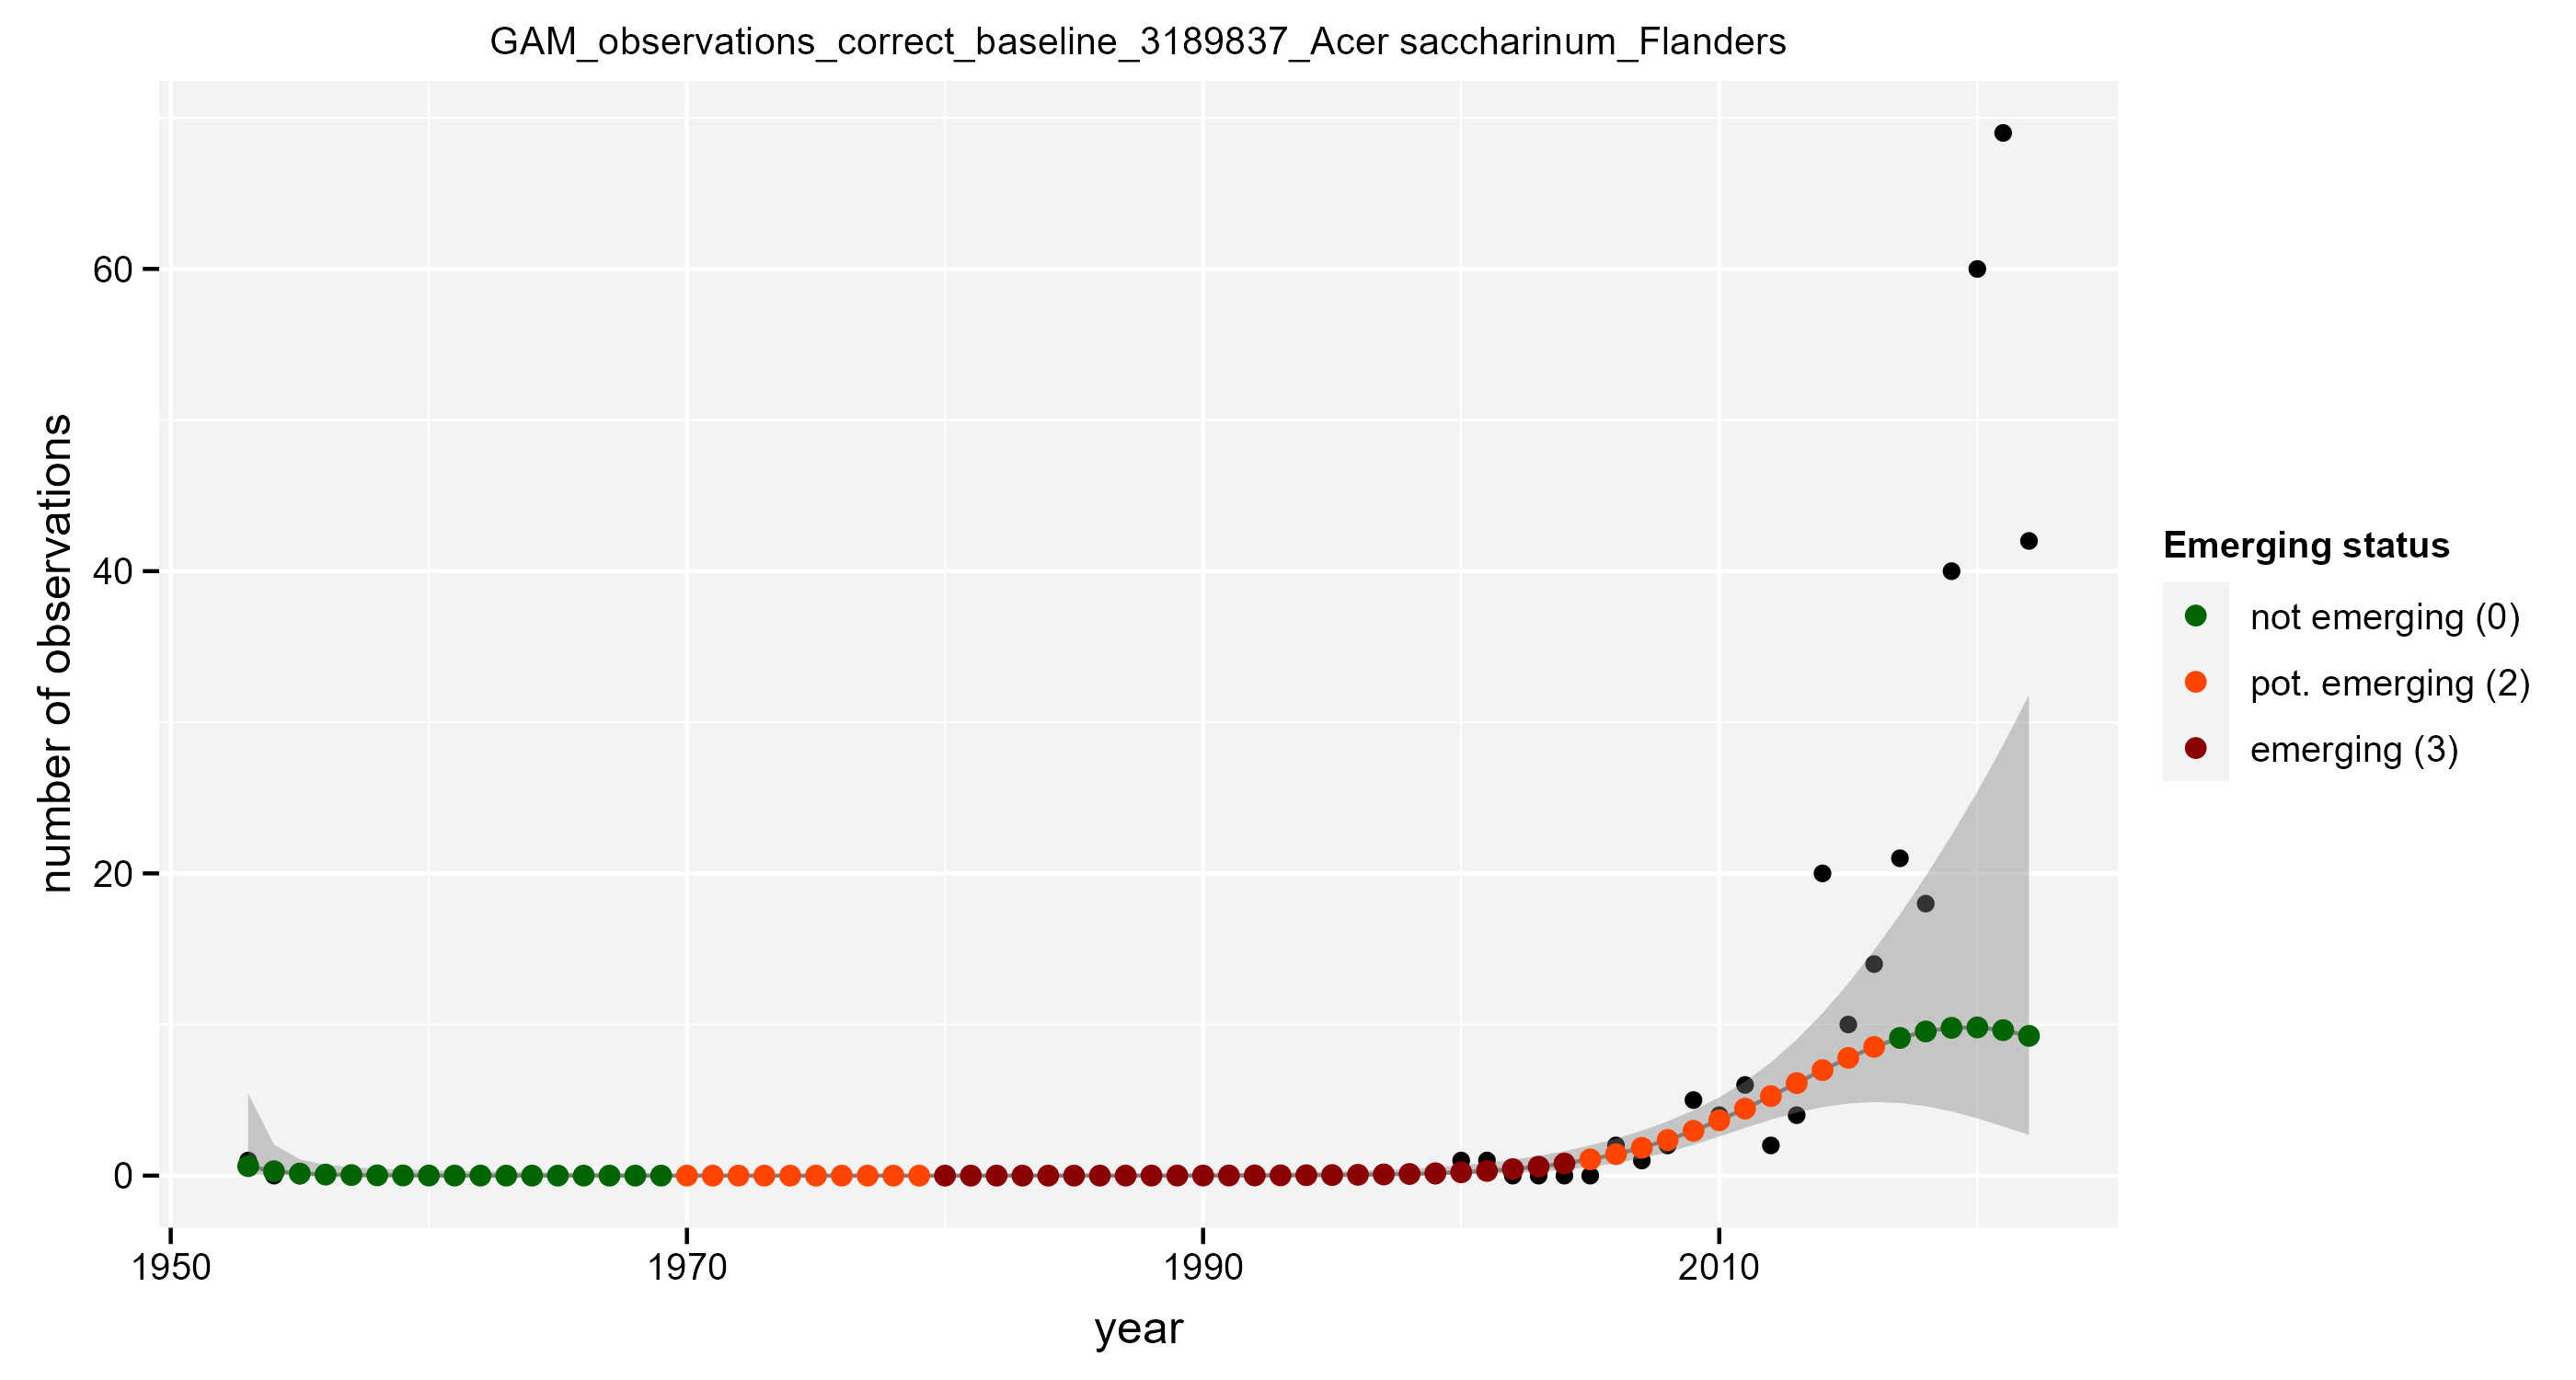 GAM_observations_correct_baseline_3189837_Acer saccharinum_Flanders
number of observations
60
40
20
0
1950
1970
1990
2010
year
Emerging status
not emerging (0)
pot. emerging (2)
emerging (3)